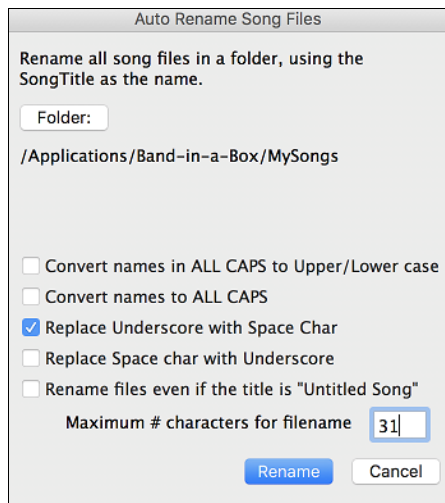 Auto Rename Song Files
Rename all song files in a folder, using the
SongTitle as the name.
Folder:
/Applications/Band-in-a-Box/MySongs
Convert names in ALL CAPS to Upper/Lower case
Convert names to ALL CAPS
Replace Underscore with Space Char
Replace Space char with Underscore
Rename files even if the title is "Untitled Song"
Maximum # characters for filename 31
Rename Cancel